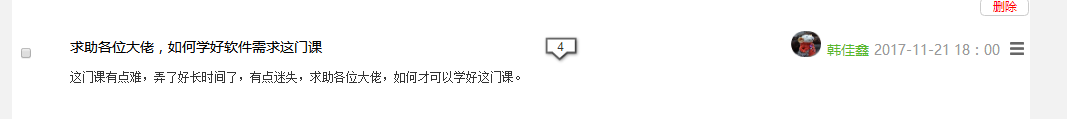 删除
求助各位大佬，如何学好软件需求这门课 4 韩佳鑫 2017-11-21 18：00
这门课有点难，弄了好长时间了，有点迷失，求助各位大佬，如何才可以学好这门课。